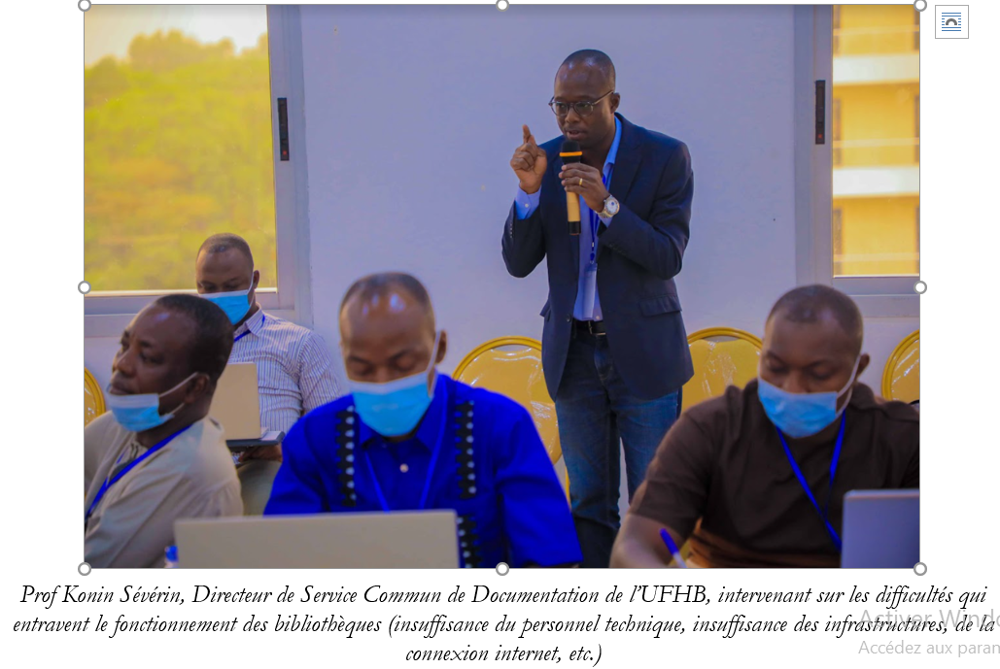 Prof Konin Sévérin, Directeur de Service Commun de Documentation de l'UFHB, intervenant sur les difficultés qui
entravent le fonctionnement des bibliothèques (insuffisance du personnel technique, insuffisance des infrastructures, de la
connexion internet, etc.)
Activer Windo
Accédez aux param